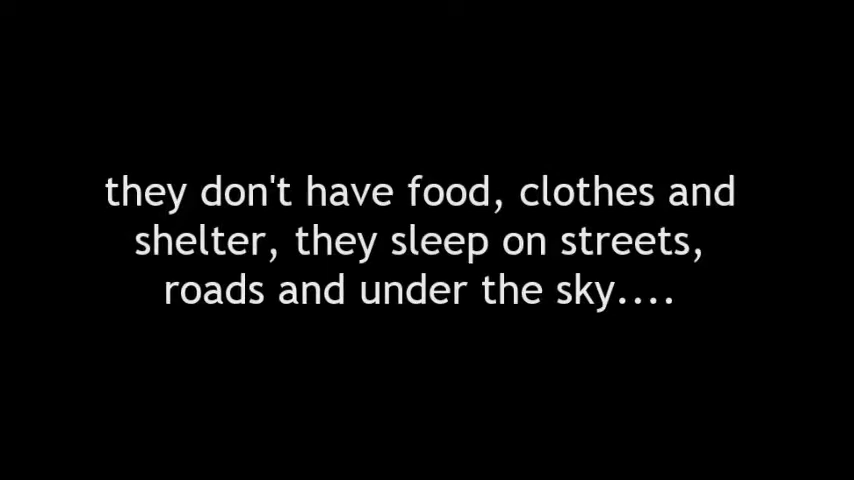 they don't have food, clothes and
shelter, they sleep on streets,
roads and under the sky....